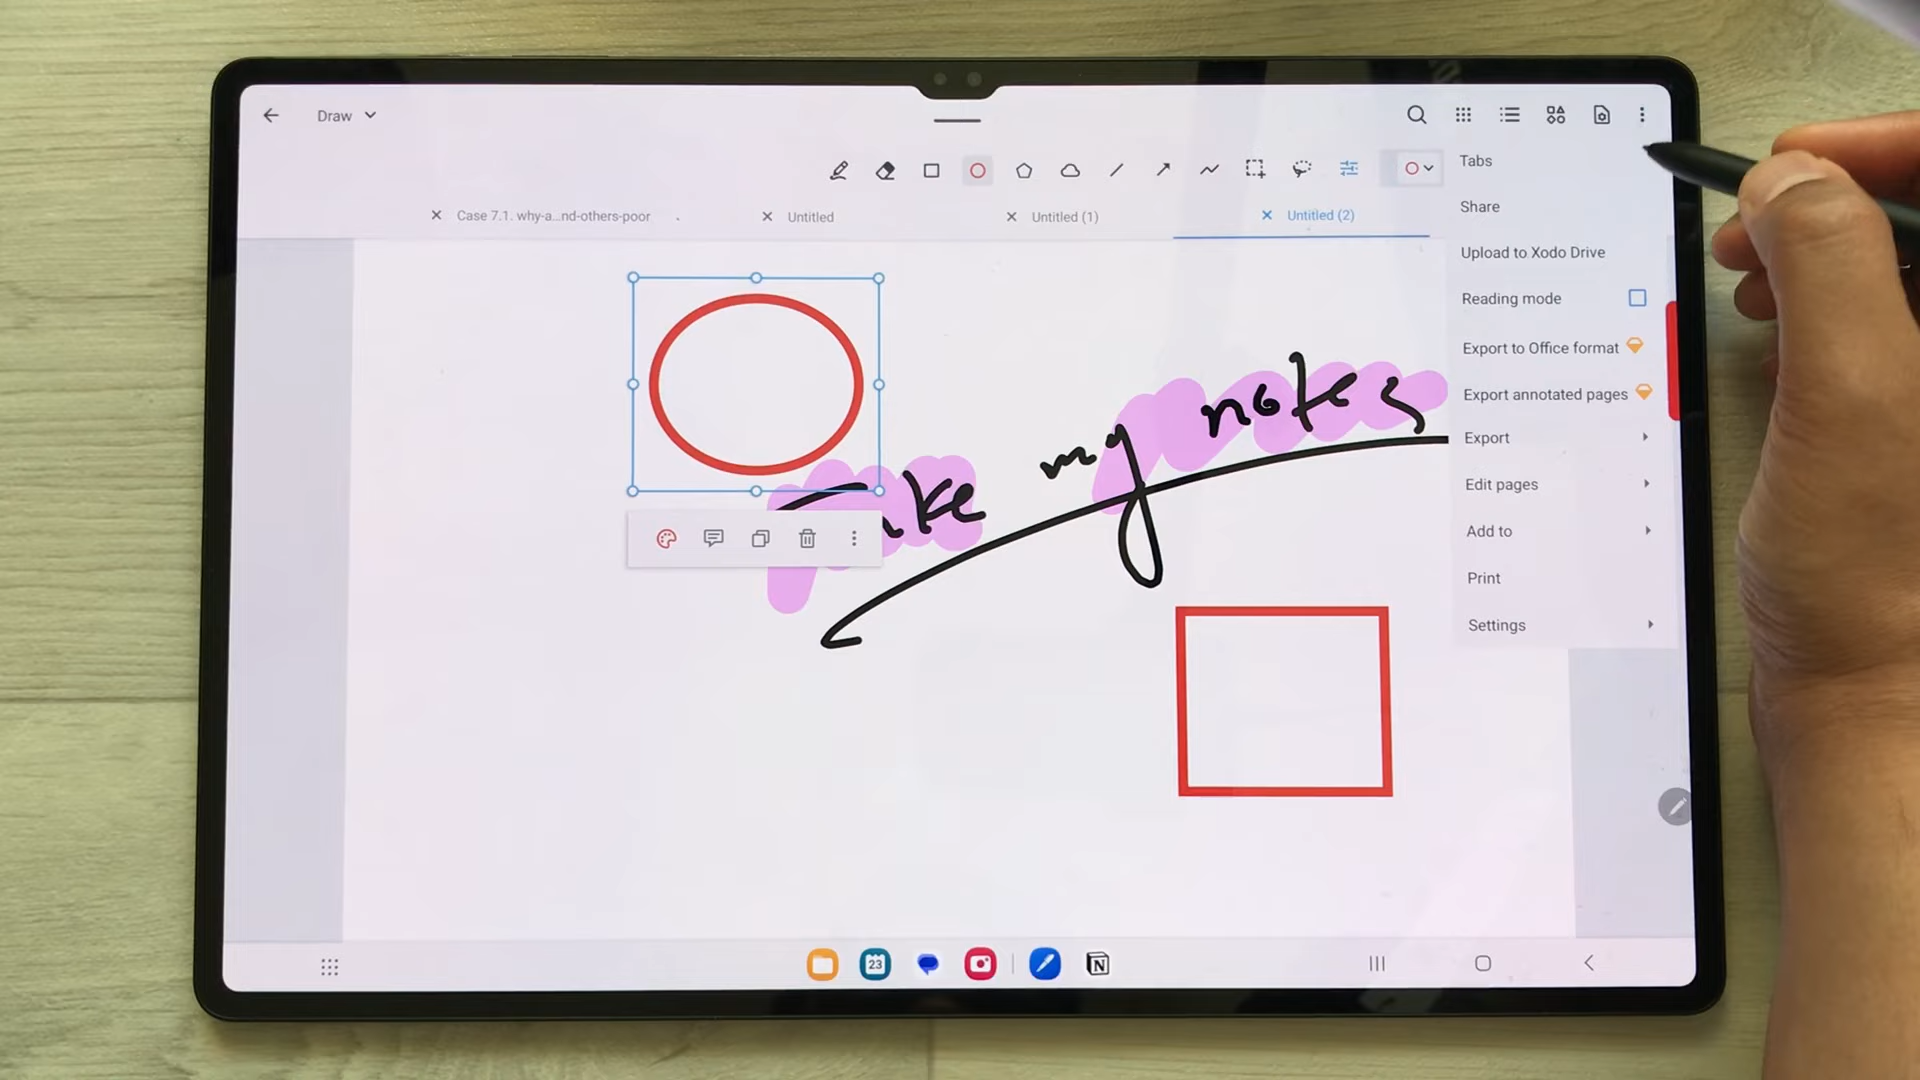 Draw
Tabs
Share
Upload to Xodo Drive
Reading mode
Export to Office format
Export annotated pages
Export
Edit pages
Add to
Print
Settings
Case 7.1. why-a...nd-others-poor
Untitled
Untitled (1)
Untitled (2)
my notes
23